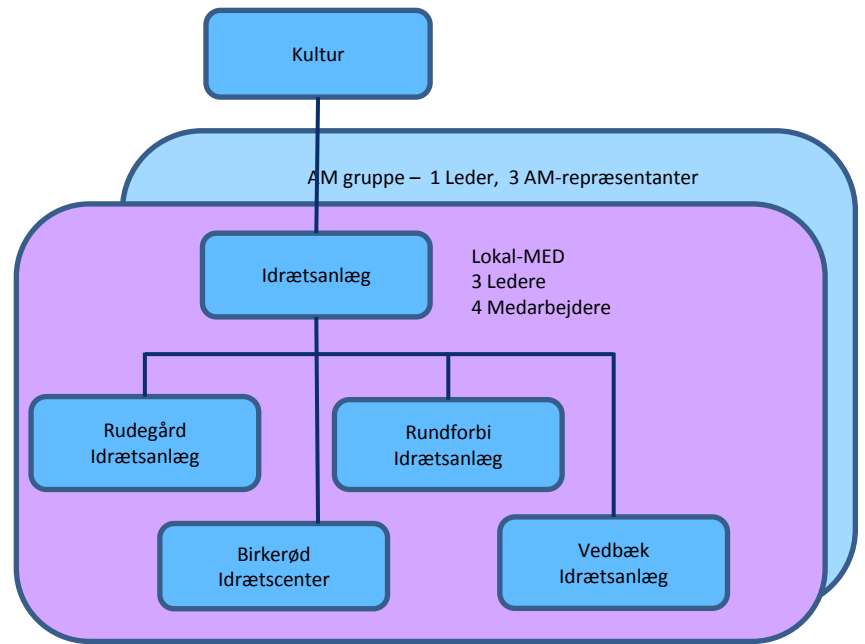 Kultur
AM gruppe – 1 Leder, 3 AM-repræsentanter
Idrætsanlæg
Lokal-MED
3 Ledere
4 Medarbejdere
Rudegård
Idrætsanlæg
Rundforbi
Idrætsanlæg
Birkerød
Idrætscenter
Vedbæk
Idrætsanlæg